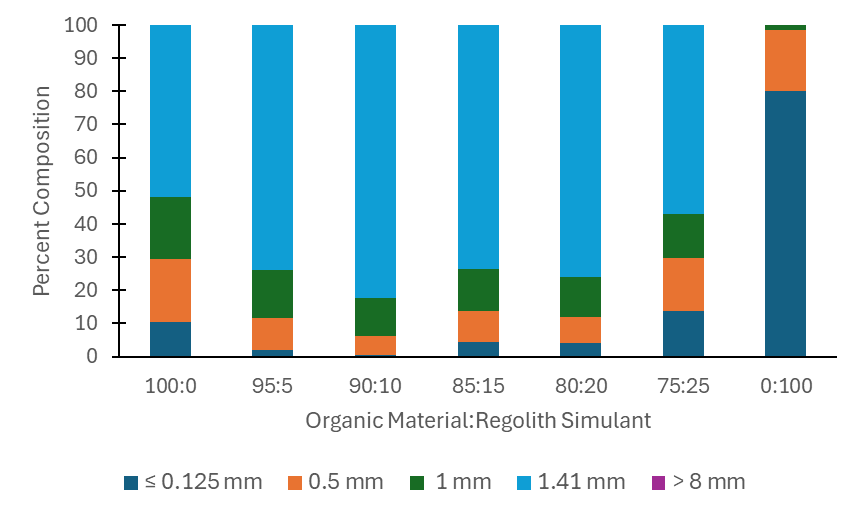 100
90
80
70
60
50
40
30
20
10
0
Percent Composition
100:0 95:5 90:10 85:15 80:20 75:25 0:100
Organic Material:Regolith Simulant
≤ 0.125 mm 0.5 mm 1 mm 1.41 mm > 8 mm